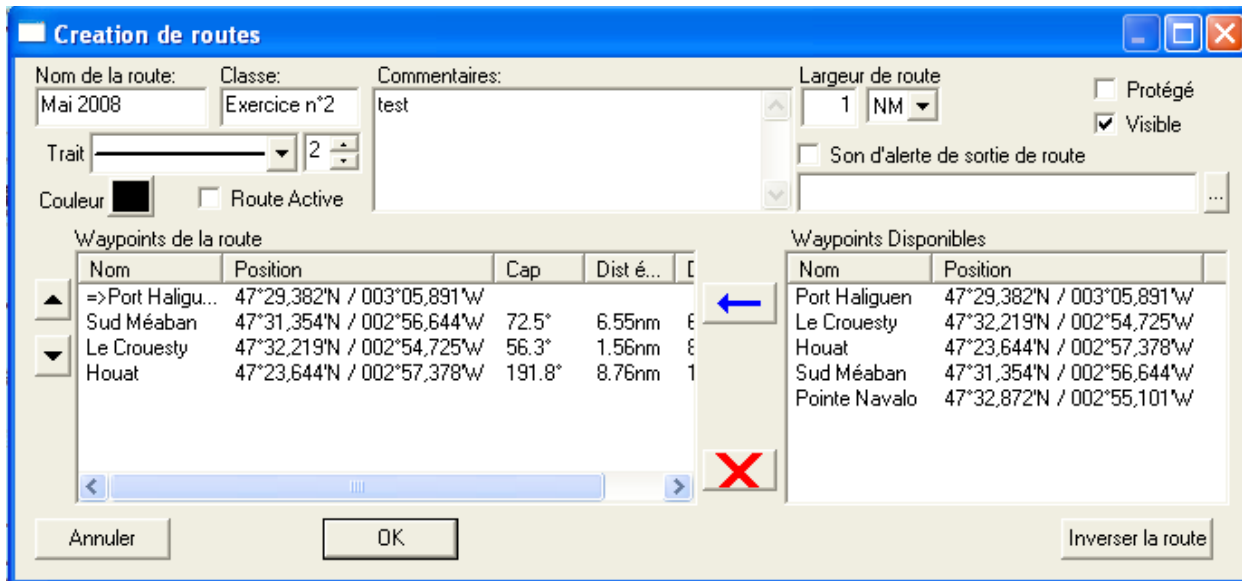 Creation de routes
Nom de la route: Classe: Commentaires: Largeur de route
Mai 2008 Exercice n°2 test 1 NM Protégé
Visible
Trait 2 Son d'alerte de sortie de route
Couleur Route Active ...
Waypoints de la route Waypoints Disponibles
Nom Position Cap Dist é... Nom Position
=>Port Haligu... 47°29,382'N / 003°05,891'W Port Haliguen 47°29,382'N / 003°05,891'W
Sud Méaban 47°31,354'N / 002°56,644'W 72.5° 6.55nm Le Crouesty 47°32,219'N / 002°54,725'W
Le Crouesty 47°32,219'N / 002°54,725'W 56.3° 1.56nm Houat 47°23,644'N / 002°57,378'W
Houat 47°23,644'N / 002°57,378'W 191.8° 8.76nm 1 Sud Méaban 47°31,354'N / 002°56,644'W
Pointe Navalo 47°32,872'N / 002°55,101'W
Annuler OK Inverser la route